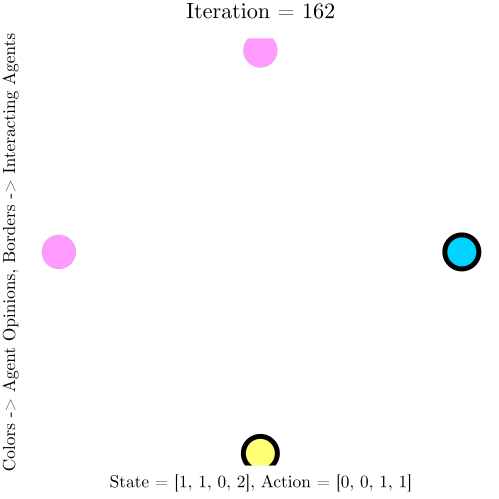 Iteration = 162
Colors -> Agent Opinions, Borders -> Interacting Agents
State = [1, 1, 0, 2], Action = [0, 0, 1, 1]